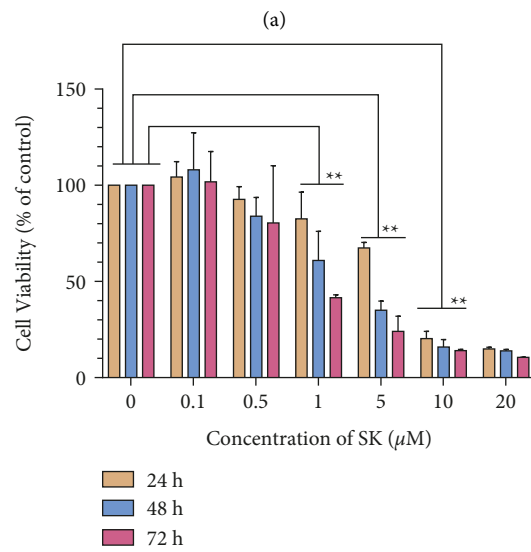 (a)
Cell Viability (% of control)
150
100
50
0
**
**
**
0 0.1 0.5 1 5 10 20
Concentration of SK (μM)
24 h
48 h
72 h